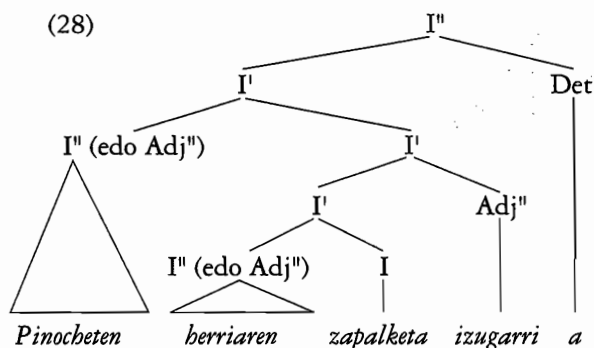 (28)
I"
I' Det
I" (edo Adj") I'
I' Adj"
I" (edo Adj") I
Pinocheten herriaren zapalketa izugarri a